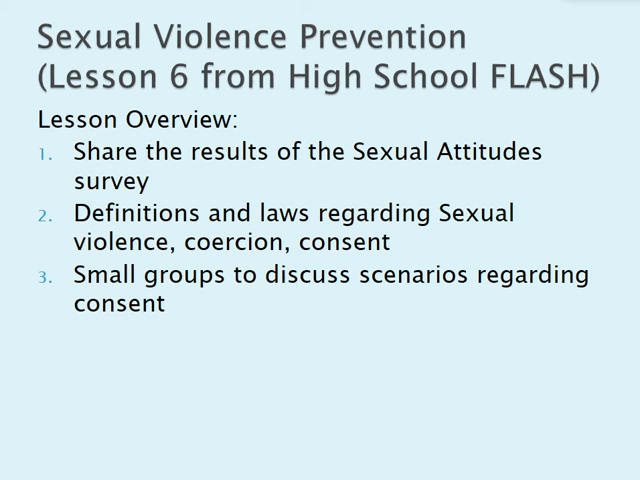 Sexual Violence Prevention
(Lesson 6 from High School FLASH)
Lesson Overview:
1. Share the results of the Sexual Attitudes
survey
2. Definitions and laws regarding Sexual
violence, coercion, consent
3. Small groups to discuss scenarios regarding
consent